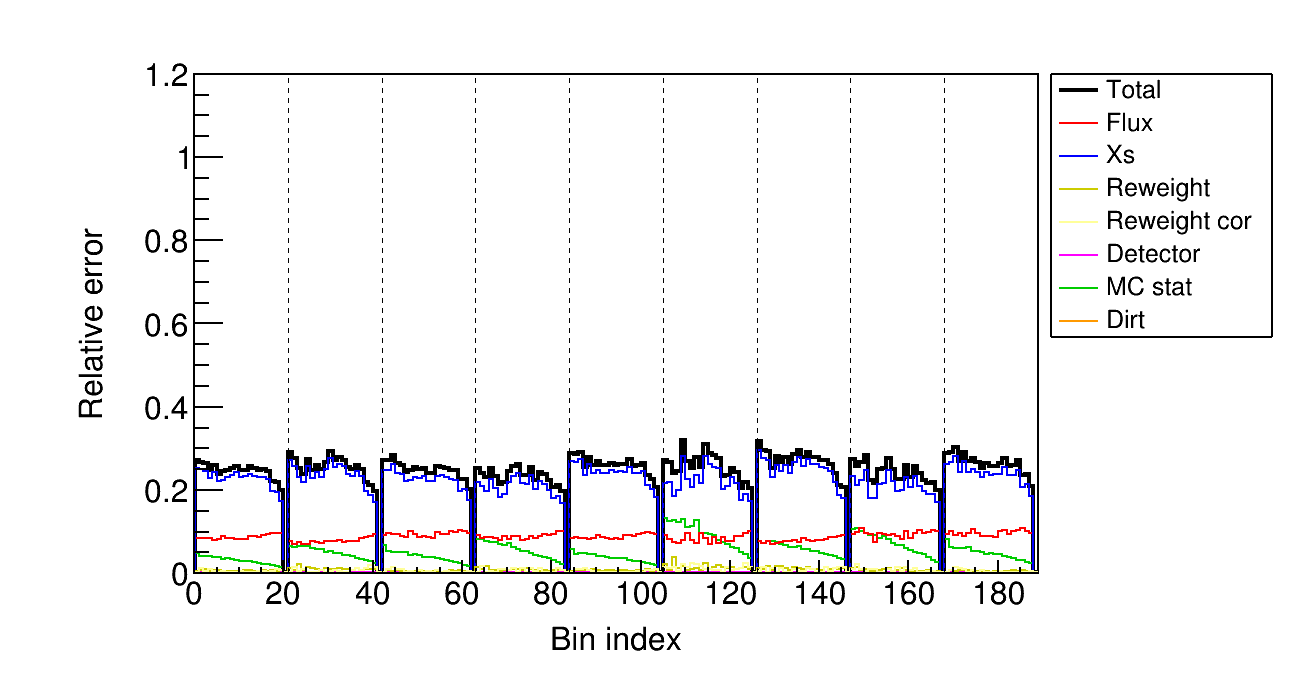 1.2
1
0.8
0.6
0.4
0.2
0
Relative error
0 20 40 60 80 100 120 140 160 180
Bin index
Total
Flux
Xs
Reweight
Reweight cor
Detector
MC stat
Dirt